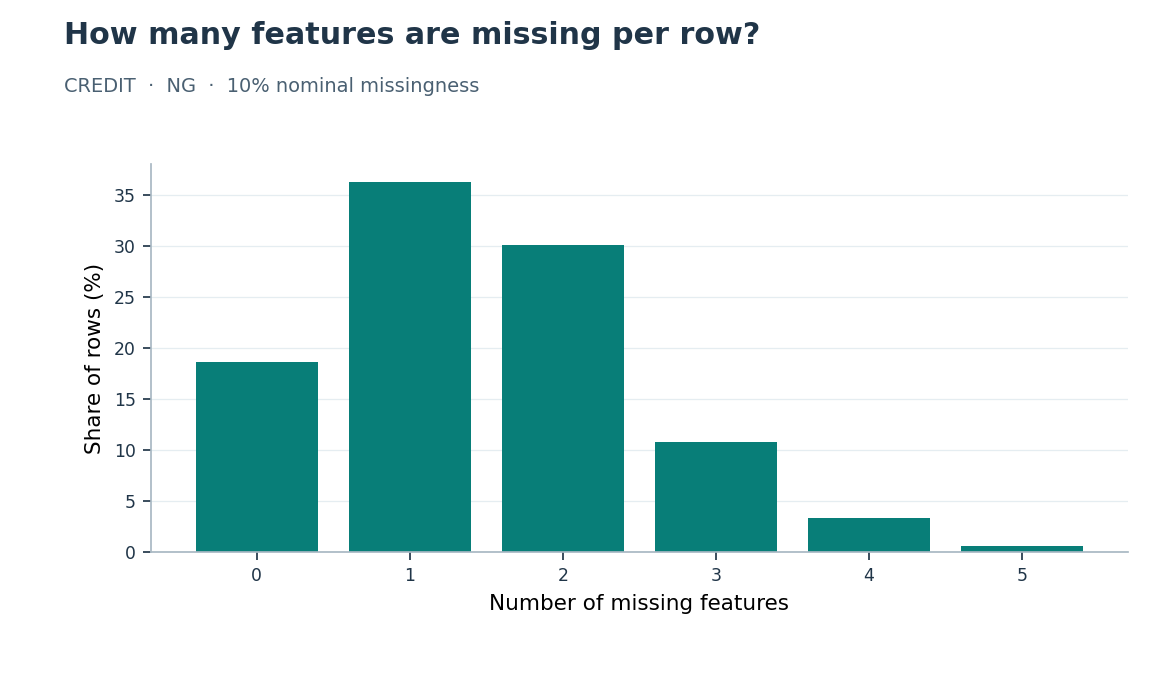 How many features are missing per row?
CREDIT · NG · 10% nominal missingness
Share of rows (%)
35
30
25
20
15
10
5
0
0 1 2 3 4 5
Number of missing features